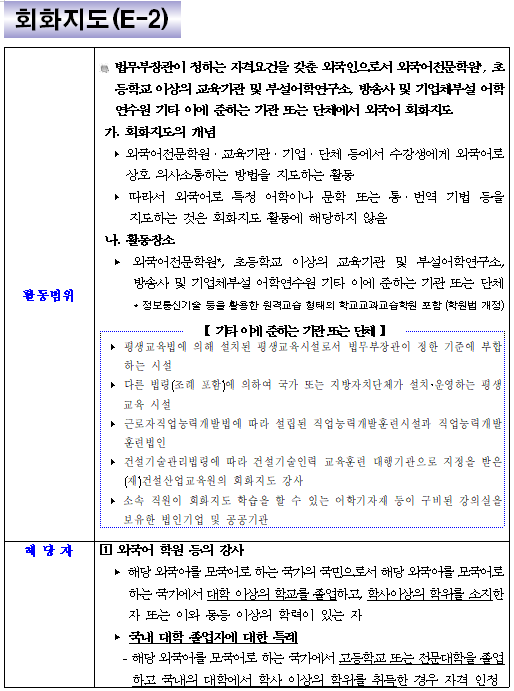 회화지도(E-2)
법무부장관이 정하는 자격요건을 갖춘 외국인으로서 외국어전문학원*, 초
등학교 이상의 교육기관 및 부설어학연구소, 방송사 및 기업체부설 어학
연수원 기타 이에 준하는 기관 또는 단체에서 외국어 회화지도
가. 회화지도의 개념
▸ 외국어전문학원·교육기관·기업·단체 등에서 수강생에게 외국어로
상호 의사소통하는 방법을 지도하는 활동
▸ 따라서 외국어로 특정 어학이나 문학 또는 통·번역 기법 등을
지도하는 것은 회화지도 활동에 해당하지 않음
나. 활동장소
▸ 외국어전문학원*, 초등학교 이상의 교육기관 및 부설어학연구소,
방송사 및 기업체부설 어학연수원 기타 이에 준하는 기관 또는 단체
* 정보통신기술 등을 활용한 원격교습 형태의 학교교과교습학원 포함 (학원법 개정)
활동범위
【 기타 이에 준하는 기관 또는 단체 】
▸ 평생교육법에 의해 설치된 평생교육시설로서 법무부장관이 정한 기준에 부합
하는 시설
▸ 다른 법령(조례 포함)에 의하여 국가 또는 지방자치단체가 설치·운영하는 평생
교육 시설
▸ 근로자직업능력개발법에 따라 설립된 직업능력개발훈련시설과 직업능력개발
훈련법인
▸ 건설기술관리법령에 따라 건설기술인력 교육훈련 대행기관으로 지정을 받은
(재)건설산업교육원의 회화지도 강사
▸ 소속 직원이 회화지도 학습을 할 수 있는 어학기자재 등이 구비된 강의실을
보유한 법인기업 및 공공기관
해 당 자
1 외국어 학원 등의 강사
▸ 해당 외국어를 모국어로 하는 국가의 국민으로서 해당 외국어를 모국어로
하는 국가에서 대학 이상의 학교를 졸업하고, 학사이상의 학위를 소지한
자 또는 이와 동등 이상의 학력이 있는 자
▸ 국내 대학 졸업자에 대한 특례
- 해당 외국어를 모국어로 하는 국가에서 고등학교 또는 전문대학을 졸업
하고 국내의 대학에서 학사 이상의 학위를 취득한 경우 자격 인정